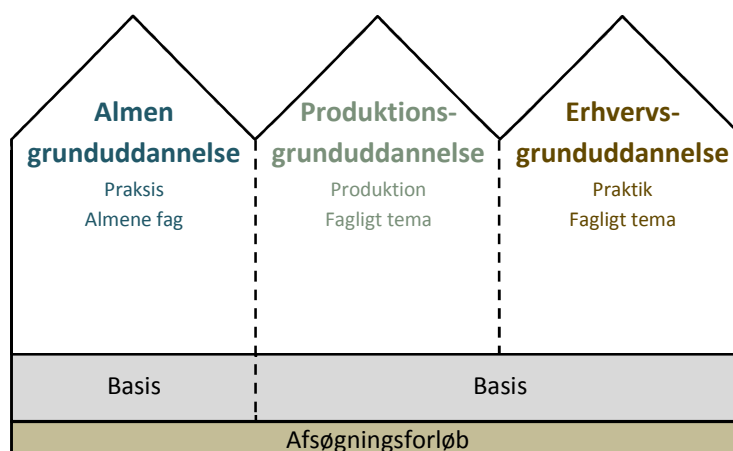 Almen
grunduddannelse
Praksis
Almene fag
Produktions-
grunduddannelse
Produktion
Fagligt tema
Erhvervs-
grunduddannelse
Praktik
Fagligt tema
Basis
Basis
Afsøgningsforløb